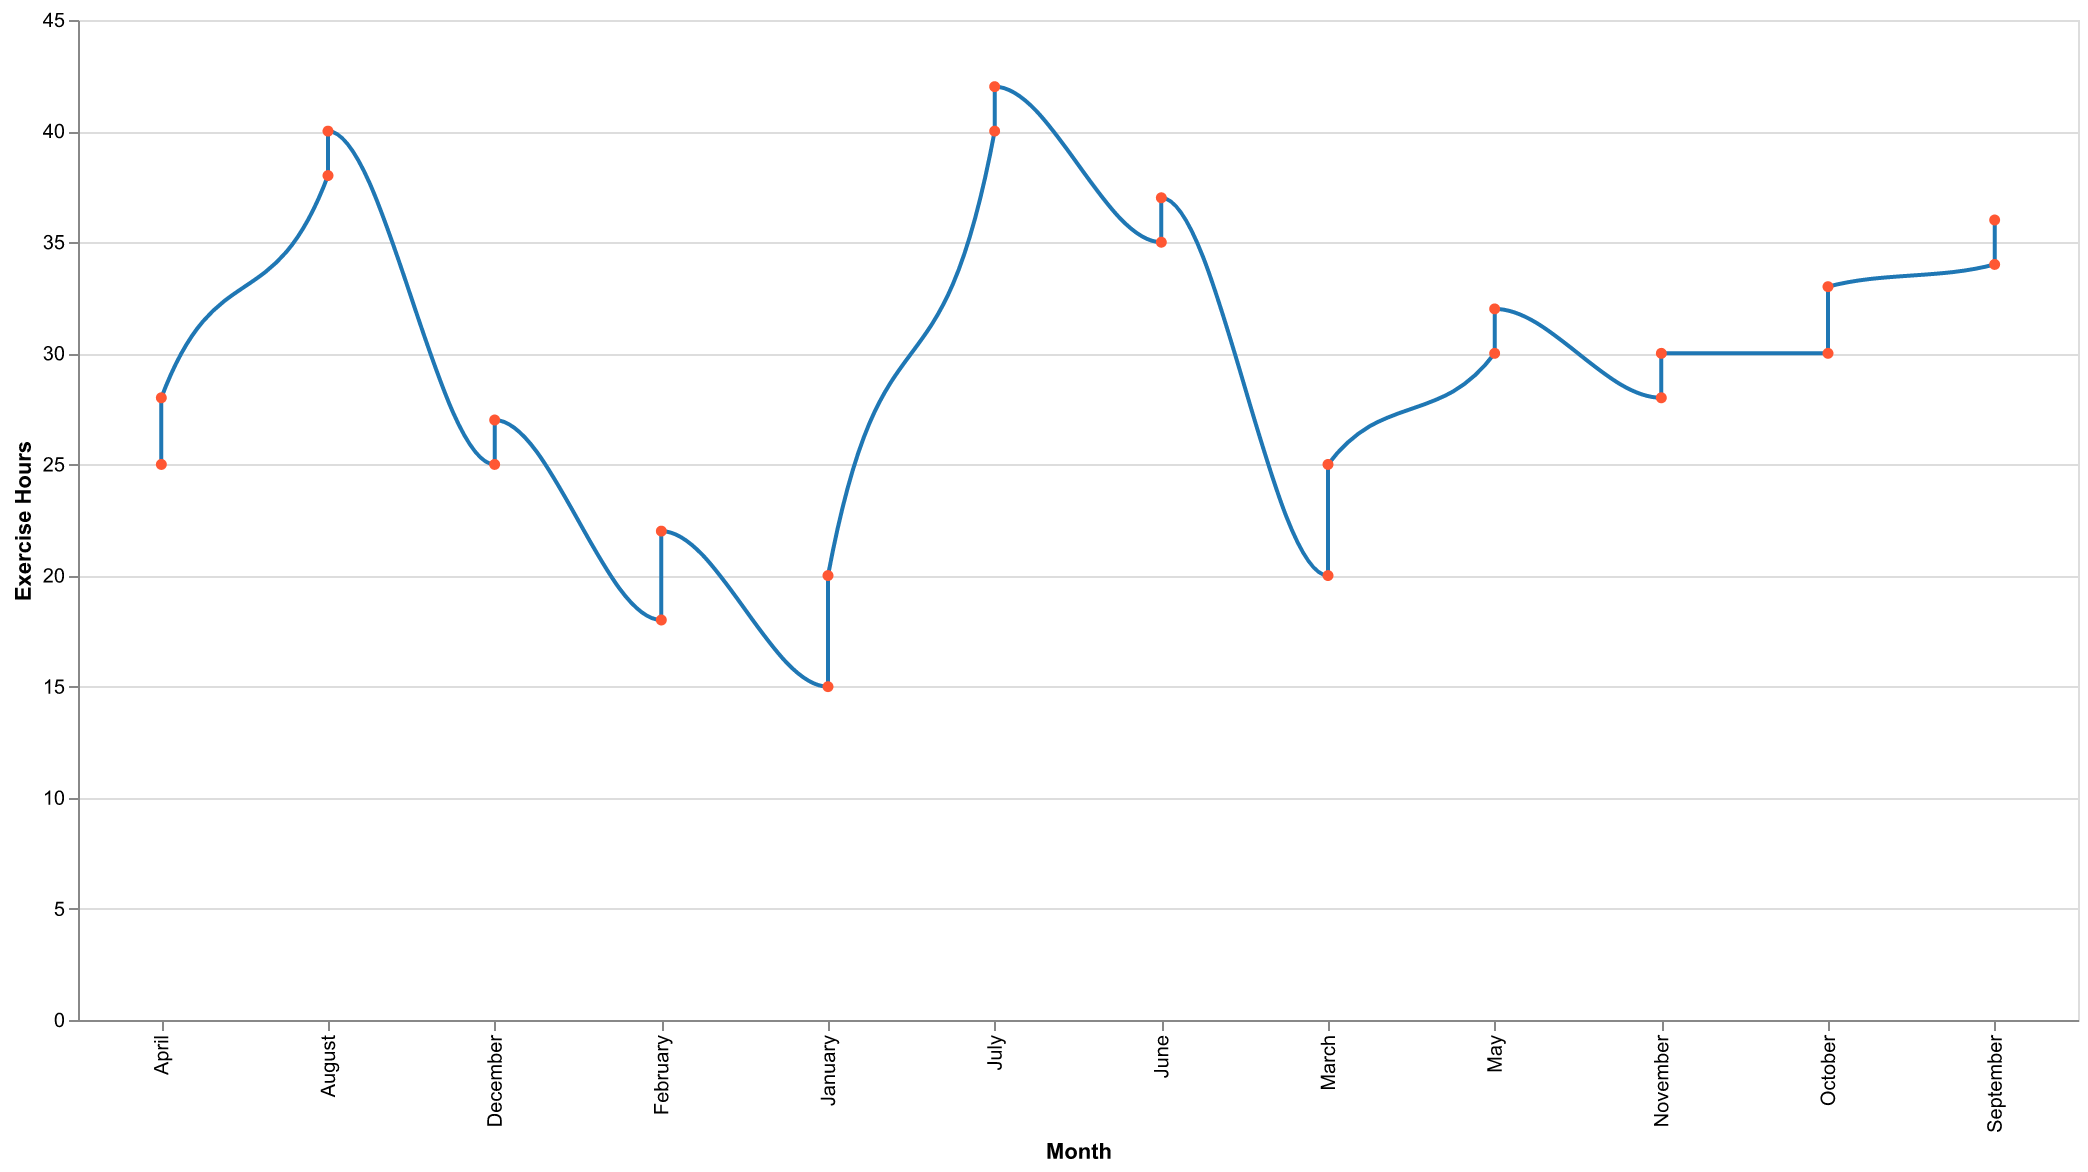 45
40
35
30
25
20
15
10
5
0
Exercise Hours
April
August
December
February
January
July
June
March
May
November
October
September
Month